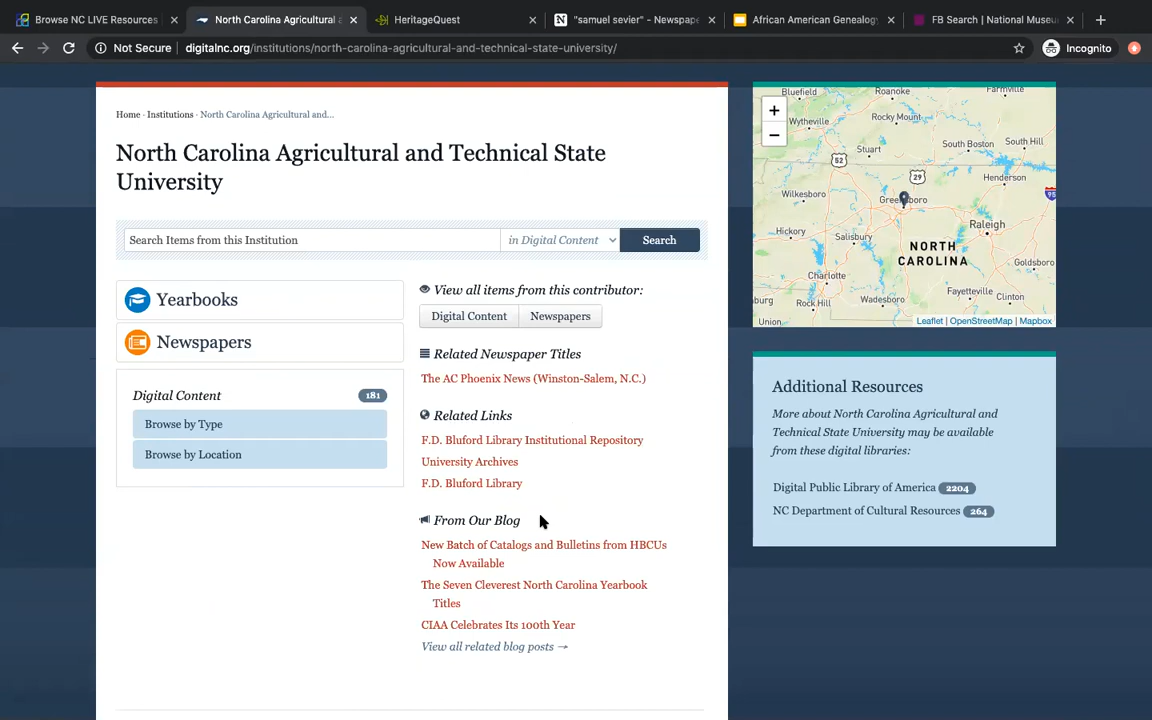 Browse NC LIVE Resources
North Carolina Agricultural a
HeritageQuest
"samuel sevier" - Newspape
African American Genealogy
FB Search | National Museu
Not Secure
digitalnc.org/institutions/north-carolina-agricultural-and-technical-state-university/
Incognito
Home · Institutions · North Carolina Agricultural and...
North Carolina Agricultural and Technical State
University
Search Items from this Institution
in Digital Content
Search
Yearbooks
Newspapers
Digital Content 181
Browse by Type
Browse by Location
View all items from this contributor:
Digital Content Newspapers
Related Newspaper Titles
The AC Phoenix News (Winston-Salem, N.C.)
Related Links
F.D. Bluford Library Institutional Repository
University Archives
F.D. Bluford Library
From Our Blog
New Batch of Catalogs and Bulletins from HBCUs
Now Available
The Seven Cleverest North Carolina Yearbook
Titles
CIAA Celebrates Its 100th Year
View all related blog posts →
+
−
Bluefield
Roanoke
Farmville
Rocky Mount
Wytheville
Stuart
South Boston
South Hill
52
29
Henderson
Wilkesboro
Greensboro
95
Hickory
Salisbury
Raleigh
NORTH
CAROLINA
Goldsboro
Charlotte
Fayetteville
Clinton
Rock Hill
Wadesboro
Union
Leaflet | OpenStreetMap | Mapbox
Additional Resources
More about North Carolina Agricultural and
Technical State University may be available
from these digital libraries:
Digital Public Library of America 2204
NC Department of Cultural Resources 264